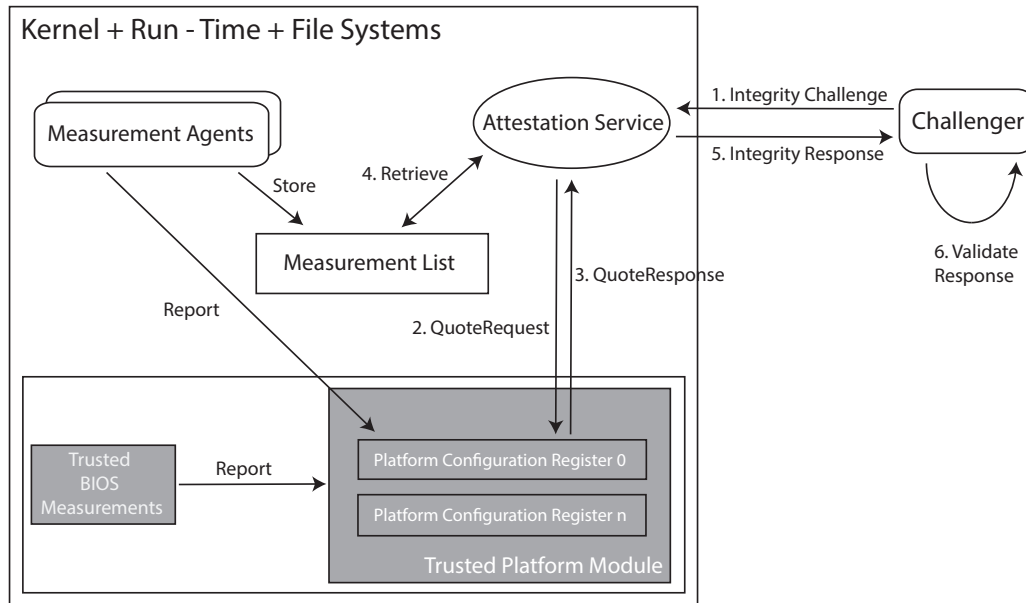 Kernel + Run - Time + File Systems
Measurement Agents
Attestation Service
1. Integrity Challenge
Challenger
5. Integrity Response
4. Retrieve
Store
Measurement List
6. Validate
Response
3. QuoteResponse
Report
2. QuoteRequest
Trusted
BIOS
Measurements
Report
Platform Configuration Register 0
Platform Configuration Register n
Trusted Platform Module